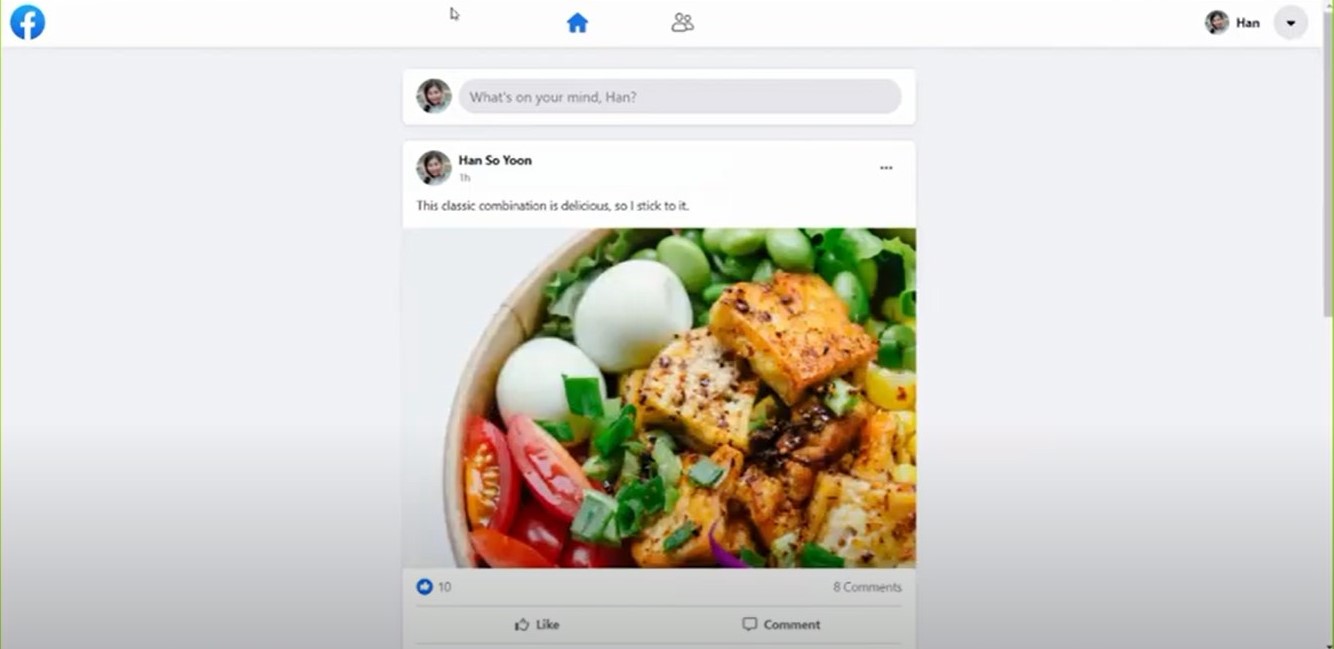 Han
What's on your mind, Han?
Han So Yoon
1h
This classic combination is delicious, so I stick to it.
10
8 Comments
Like
Comment